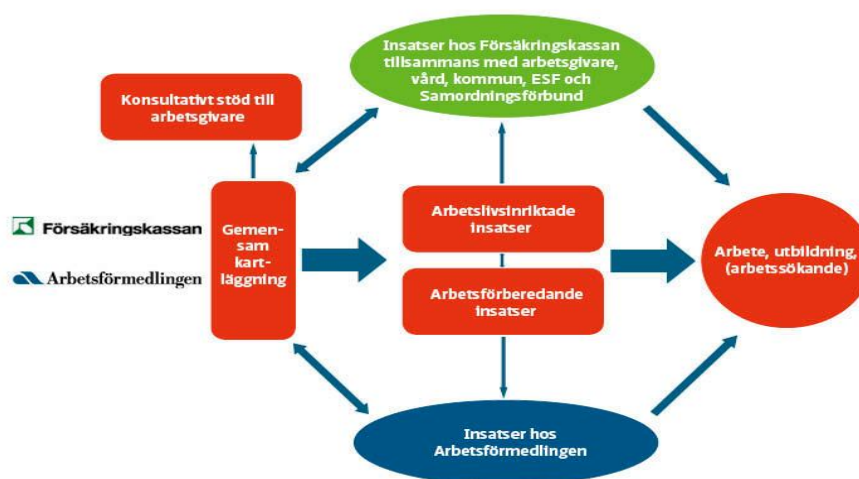 Insatser hos Försäkringskassan
tillsammans med arbetsgivare,
vård, kommun, ESF och
Samordningsförbund
Konsultativt stöd till
arbetsgivare
Försäkringskassan
Arbetsförmedlingen
Gemen-
sam
kart-
läggning
Arbetslivsinriktade
insatser
Arbetsförberedande
insatser
Arbete, utbildning,
(arbetssökande)
Insatser hos
Arbetsförmedlingen